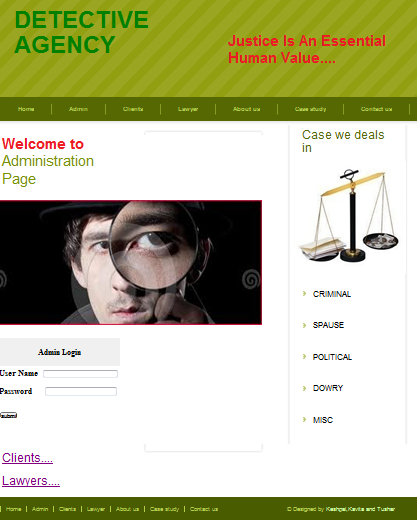 DETECTIVE
AGENCY
Justice Is An Essential
Human Value....
Home Admin Clients Lawyer About us Case study Contact us
Welcome to
Administration
Page
Case we deals
in
CRIMINAL
SPAUSE
POLITICAL
DOWRY
MISC
Admin Login
User Name
Password
submit
Clients....
Lawyers....
Home | Admin | Clients | Lawyer | About us | Case study | Contact us
© Designed by Keshpal,Kavita and Tushar